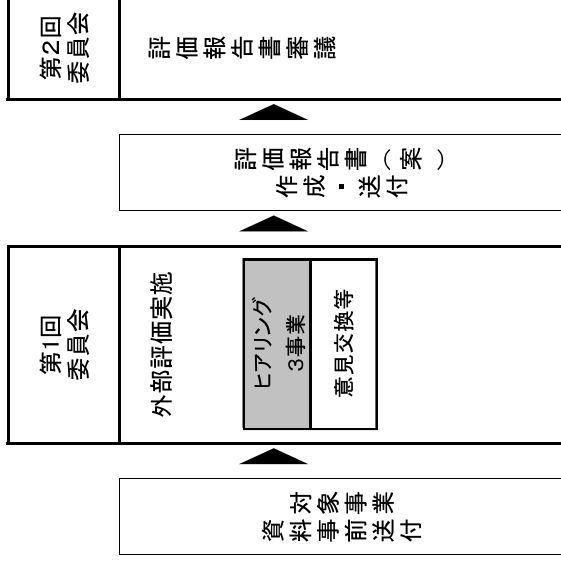 対象事業
資料事前送付
第1回
委員会
外部評価実施
ヒアリング
3事業
意見交換等
評価報告書（案）
作成・送付
第2回
委員会
評価報告書審議